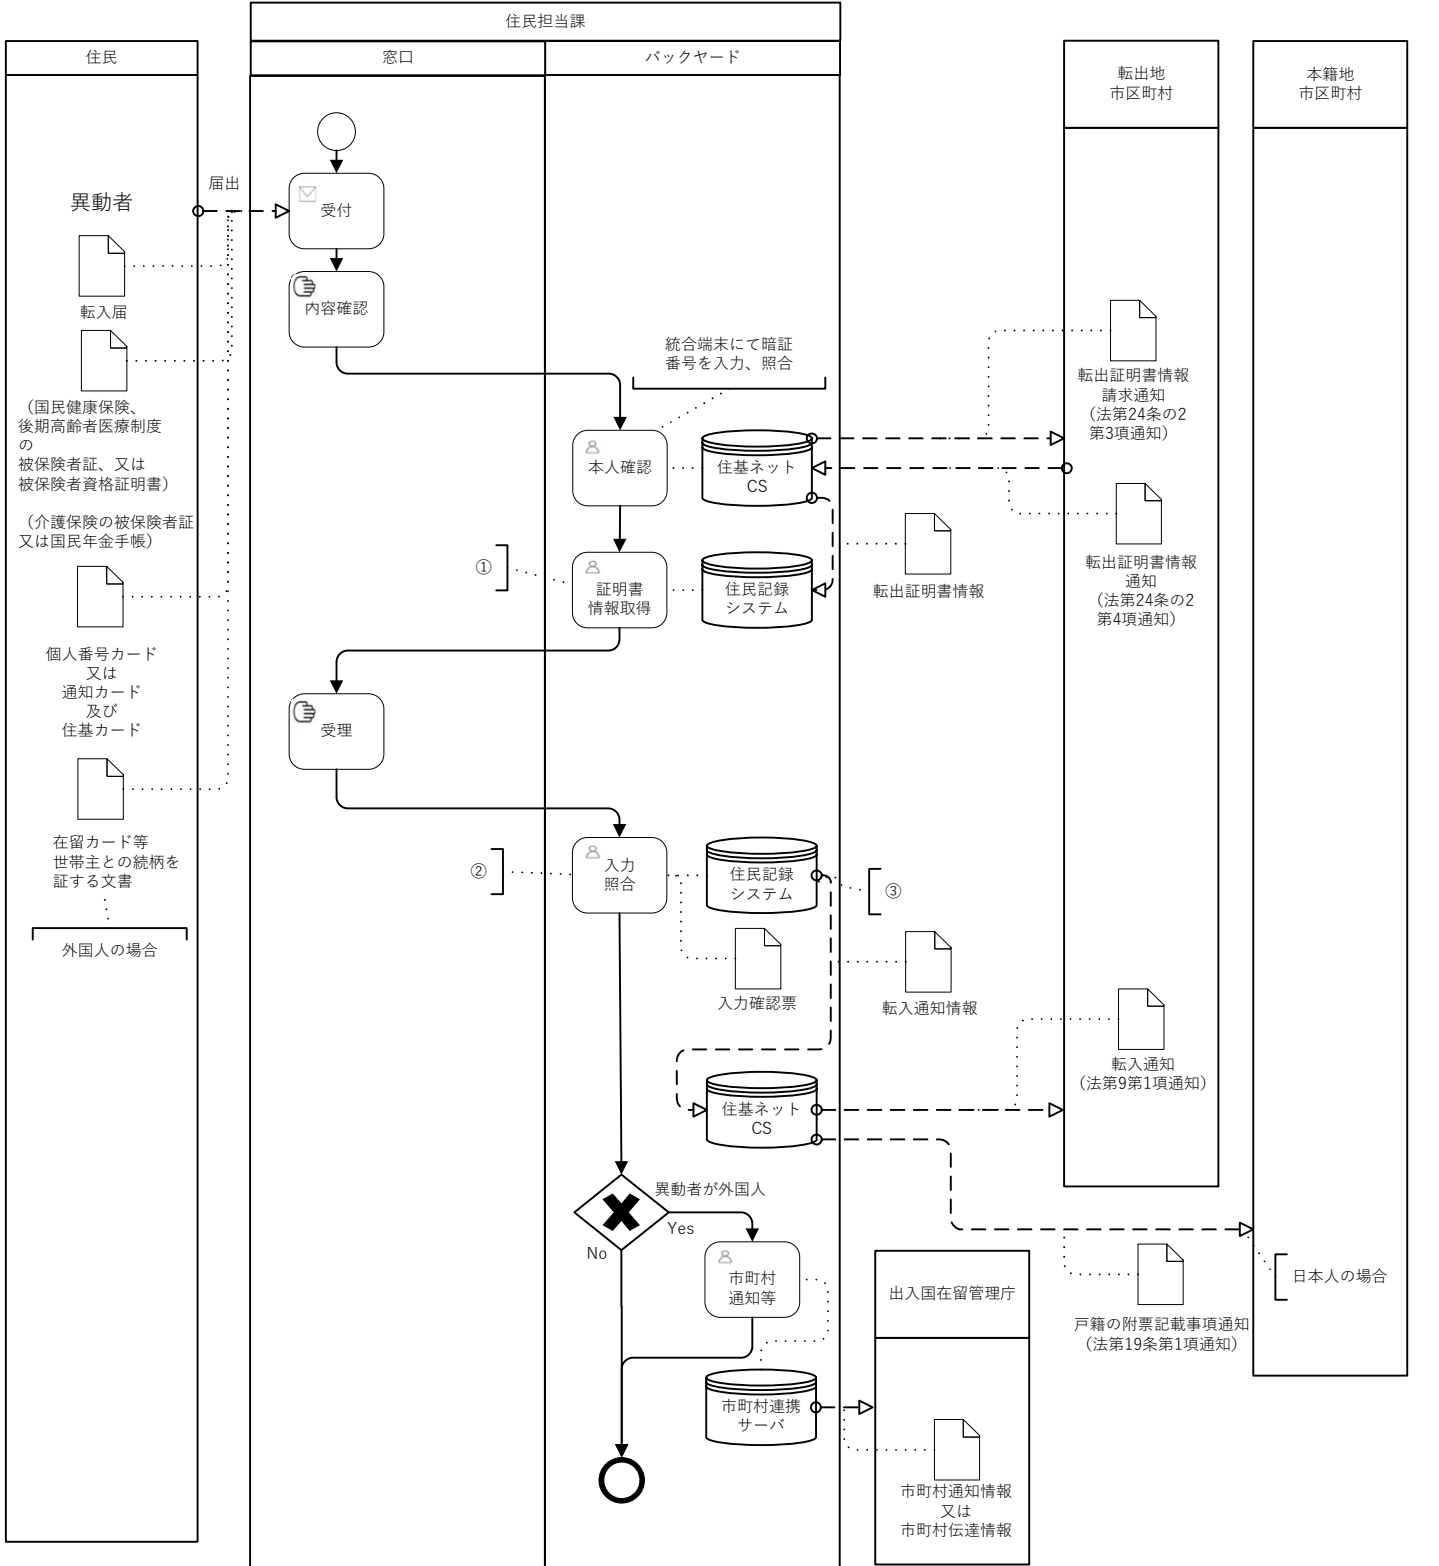 住民担当課
住民
窓口
バックヤード
転出地
市区町村
本籍地
市区町村
異動者
届出
受付
転入届
内容確認
（国民健康保険、
後期高齢者医療制度
の
被保険者証、又は
被保険者資格証明書）
（介護保険の被保険者証
又は国民年金手帳）
個人番号カード
又は
通知カード
及び
住基カード
在留カード等
世帯主との続柄を
証する文書
外国人の場合
統合端末にて暗証
番号を入力、照合
本人確認
住基ネット
CS
転出証明書情報
請求通知
（法第24条の2
第3項通知）
①
証明書
情報取得
住民記録
システム
転出証明書情報
転出証明書情報
通知
（法第24条の2
第4項通知）
受理
②
入力
照合
住民記録
システム
③
入力確認票
転入通知情報
転入通知
（法第9第1項通知）
住基ネット
CS
異動者が外国人
Yes
No
市町村
通知等
出入国在留管理庁
日本人の場合
戸籍の附票記載事項通知
（法第19条第1項通知）
市町村連携
サーバ
市町村通知情報
又は
市町村伝達情報